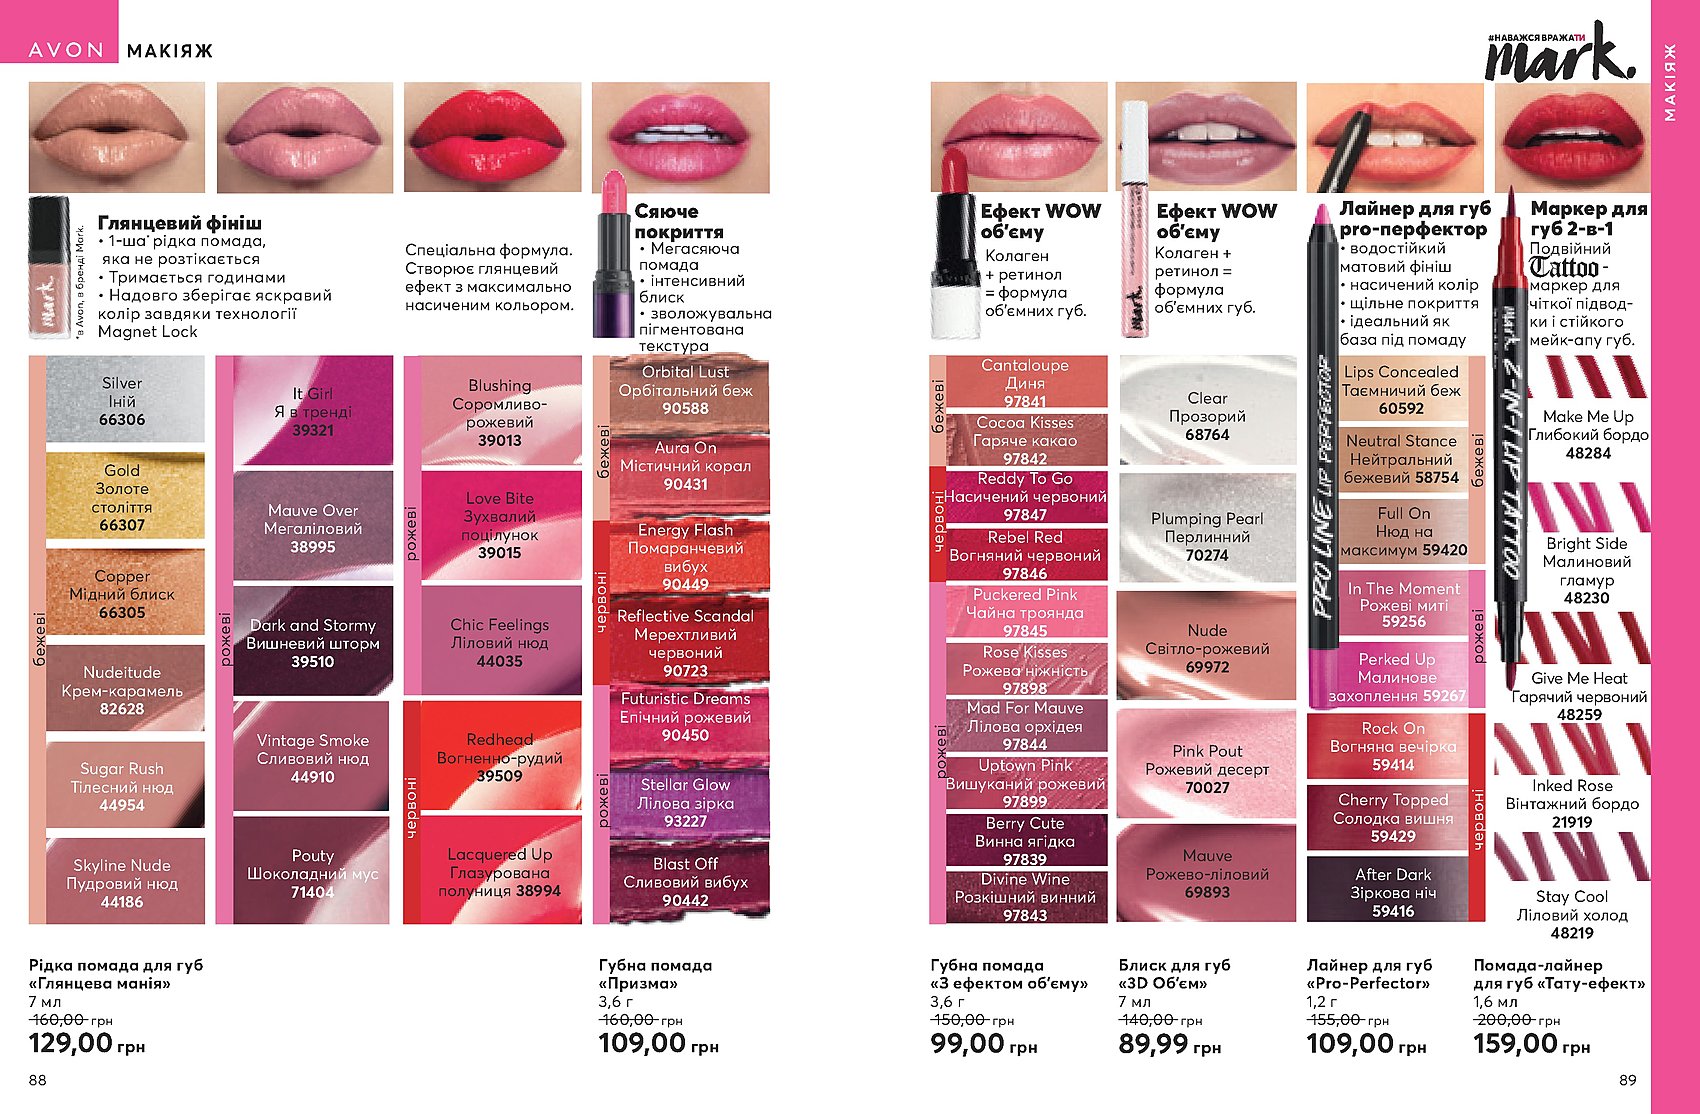 AVON МАКІЯЖ
Глянцевий фініш
• 1-ша* рідка помада,
яка не розтікається
• Тримається годинами
• Надовго зберігає яскравий
колір завдяки технології
Magnet Lock
*в Avon, в бренді Mark.
mark.
Спеціальна формула.
Створює глянцевий
ефект з максимально
насиченим кольором.
Сяюче
покриття
• Мегасяюча
помада
• інтенсивний
блиск
• зволожувальна
пігментована
текстура
бежеві
Silver
Іній
66306
Gold
Золоте
століття
66307
Copper
Мідний блиск
66305
Nudeitude
Крем-карамель
82628
Sugar Rush
Тілесний нюд
44954
Skyline Nude
Пудровий нюд
44186
рожеві
It Girl
Я в тренді
39321
Mauve Over
Мегаліловий
38995
Dark and Stormy
Вишневий шторм
39510
Vintage Smoke
Сливовий нюд
44910
Pouty
Шоколадний мус
71404
рожеві
Blushing
Соромливо-
рожевий
39013
Love Bite
Зухвалий
поцілунок
39015
Chic Feelings
Ліловий нюд
44035
червоні
Redhead
Вогненно-рудий
39509
Lacquered Up
Глазурована
полуниця 38994
бежеві
Orbital Lust
Орбітальний беж
90588
Aura On
Містичний корал
90431
червоні
Energy Flash
Помаранчевий
вибух
90449
Reflective Scandal
Мерехтливий
червоний
90723
рожеві
Futuristic Dreams
Епічний рожевий
90450
Stellar Glow
Лілова зірка
93227
Blast Off
Сливовий вибух
90442
Рідка помада для губ
«Глянцева манія»
7 мл
160,00 грн
129,00 грн
Губна помада
«Призма»
3,6 г
160,00 грн
109,00 грн
88
#НАВАЖСЯВРАЖАТИ
mark.
МАКІЯЖ
Ефект WOW
об'єму
Колаген
+ ретинол
= формула
об'ємних губ.
Ефект WOW
об'єму
Колаген +
ретинол =
формула
об'ємних губ.
mark.
Лайнер для губ
pro-перфектор
• водостійкий
матовий фініш
• насичений колір
• щільне покриття
• ідеальний як
база під помаду
PRO LINE LIP PERFECTOR
Маркер для
губ 2-в-1
Подвійний
Tattoo-
маркер для
чіткої підвод-
ки і стійкого
мейк-апу губ.
mark. 2-IN-1 LIP TATTOO
бежеві
Cantaloupe
Диня
97841
Cocoa Kisses
Гаряче какао
97842
червоні
Reddy To Go
Насичений червоний
97847
Rebel Red
Вогняний червоний
97846
рожеві
Puckered Pink
Чайна троянда
97845
Rose Kisses
Рожева ніжність
97898
Mad For Mauve
Лілова орхідея
97844
Uptown Pink
Вишуканий рожевий
97899
Berry Cute
Винна ягідка
97839
Divine Wine
Розкішний винний
97843
Clear
Прозорий
68764
Plumping Pearl
Перлинний
70274
Nude
Світло-рожевий
69972
Pink Pout
Рожевий десерт
70027
Mauve
Рожево-ліловий
69893
бежеві
Lips Concealed
Таємничий беж
60592
Neutral Stance
Нейтральний
бежевий 58754
Full On
Нюд на
максимум 59420
рожеві
In The Moment
Рожеві миті
59256
Perked Up
Малинове
захоплення 59267
червоні
Rock On
Вогняна вечірка
59414
Cherry Topped
Солодка вишня
59429
After Dark
Зіркова ніч
59416
Make Me Up
Глибокий бордо
48284
Bright Side
Малиновий
гламур
48230
Give Me Heat
Гарячий червоний
48259
Inked Rose
Вінтажний бордо
21919
Stay Cool
Ліловий холод
48219
Губна помада
«З ефектом об'єму»
3,6 г
150,00 грн
99,00 грн
Блиск для губ
«3D Об'єм»
7 мл
140,00 грн
89,99 грн
Лайнер для губ
«Pro-Perfector»
1,2 г
155,00 грн
109,00 грн
Помада-лайнер
для губ «Тату-ефект»
1,6 мл
200,00 грн
159,00 грн
89